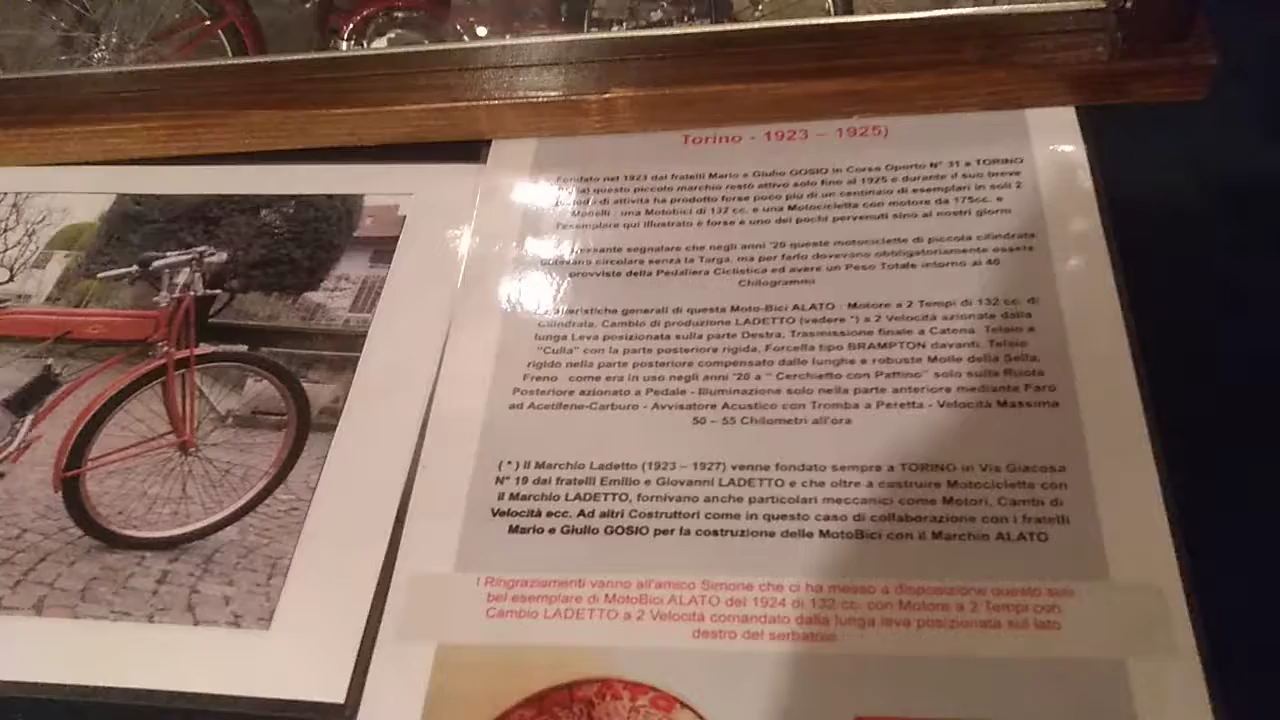 Torino - 1923 – 1925)
Fondato nel 1923 dai fratelli Mario e Giulio GOSIO in Corso Oporto N° 31 a TORINO
questo piccolo marchio restò attivo solo fino al 1925 e durante il suo breve
di attività ha prodotto forse poco più di un centinaio di esemplari in soli 2
Modelli : una Motobici di 132 cc. e una Motocicletta con motore da 175cc. e
l'esemplare qui illustrato è forse è uno dei pochi pervenuti sino ai nostri giorni
segnalare che negli anni '20 queste motociclette di piccola cilindrata
potevano circolare senza la Targa, ma per farlo dovevano obbligatoriamente essere
provviste della Pedaliera Ciclistica ed avere un Peso Totale intorno ai 40
Chilogrammi
generali di questa Moto-Bici ALATO : Motore a 2 Tempi di 132 cc. di
Cilindrata, Cambio di produzione LADETTO (vedere *) a 2 Velocità azionate dalla
lunga Leva posizionata sulla parte Destra, Trasmissione finale a Catena, Telaio a
"Culla" con la parte posteriore rigida, Forcella tipo BRAMPTON davanti, Telaio
rigido nella parte posteriore compensato dalle lunghe e robuste Molle della Sella,
Freno come era in uso negli anni '20 a " Cerchietto con Pattino" solo sulla Ruota
Posteriore azionato a Pedale - Illuminazione solo nella parte anteriore mediante Faro
ad Acetilene-Carburo - Avvisatore Acustico con Tromba a Peretta - Velocità Massima
50 – 55 Chilometri all'ora
( * ) Il Marchio Ladetto (1923 – 1927) venne fondato sempre a TORINO in Via Giacosa
N° 19 dai fratelli Emilio e Giovanni LADETTO e che oltre a costruire Motociclette con
il Marchio LADETTO, fornivano anche particolari meccanici come Motori, Cambi di
Velocità ecc. Ad altri Costruttori come in questo caso di collaborazione con i fratelli
Mario e Giulio GOSIO per la costruzione delle MotoBici con il Marchio ALATO
I Ringraziamenti vanno all'amico Simone che ci ha messo a disposizione questo suo
bel esemplare di MotoBici ALATO del 1924 di 132 cc. con Motore a 2 Tempi con
Cambio LADETTO a 2 Velocità comandato dalla lunga leva posizionata sul lato
destro del serbatoio